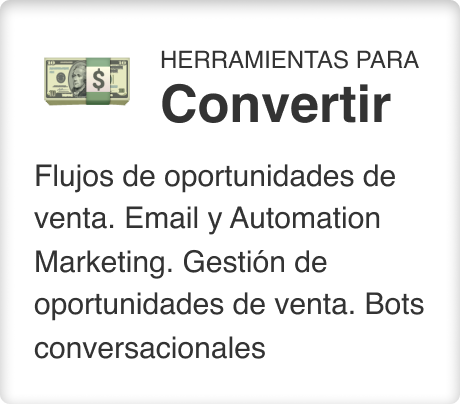 HERRAMIENTAS PARA
Convertir
Flujos de oportunidades de
venta. Email y Automation
Marketing. Gestión de
oportunidades de venta. Bots
conversacionales